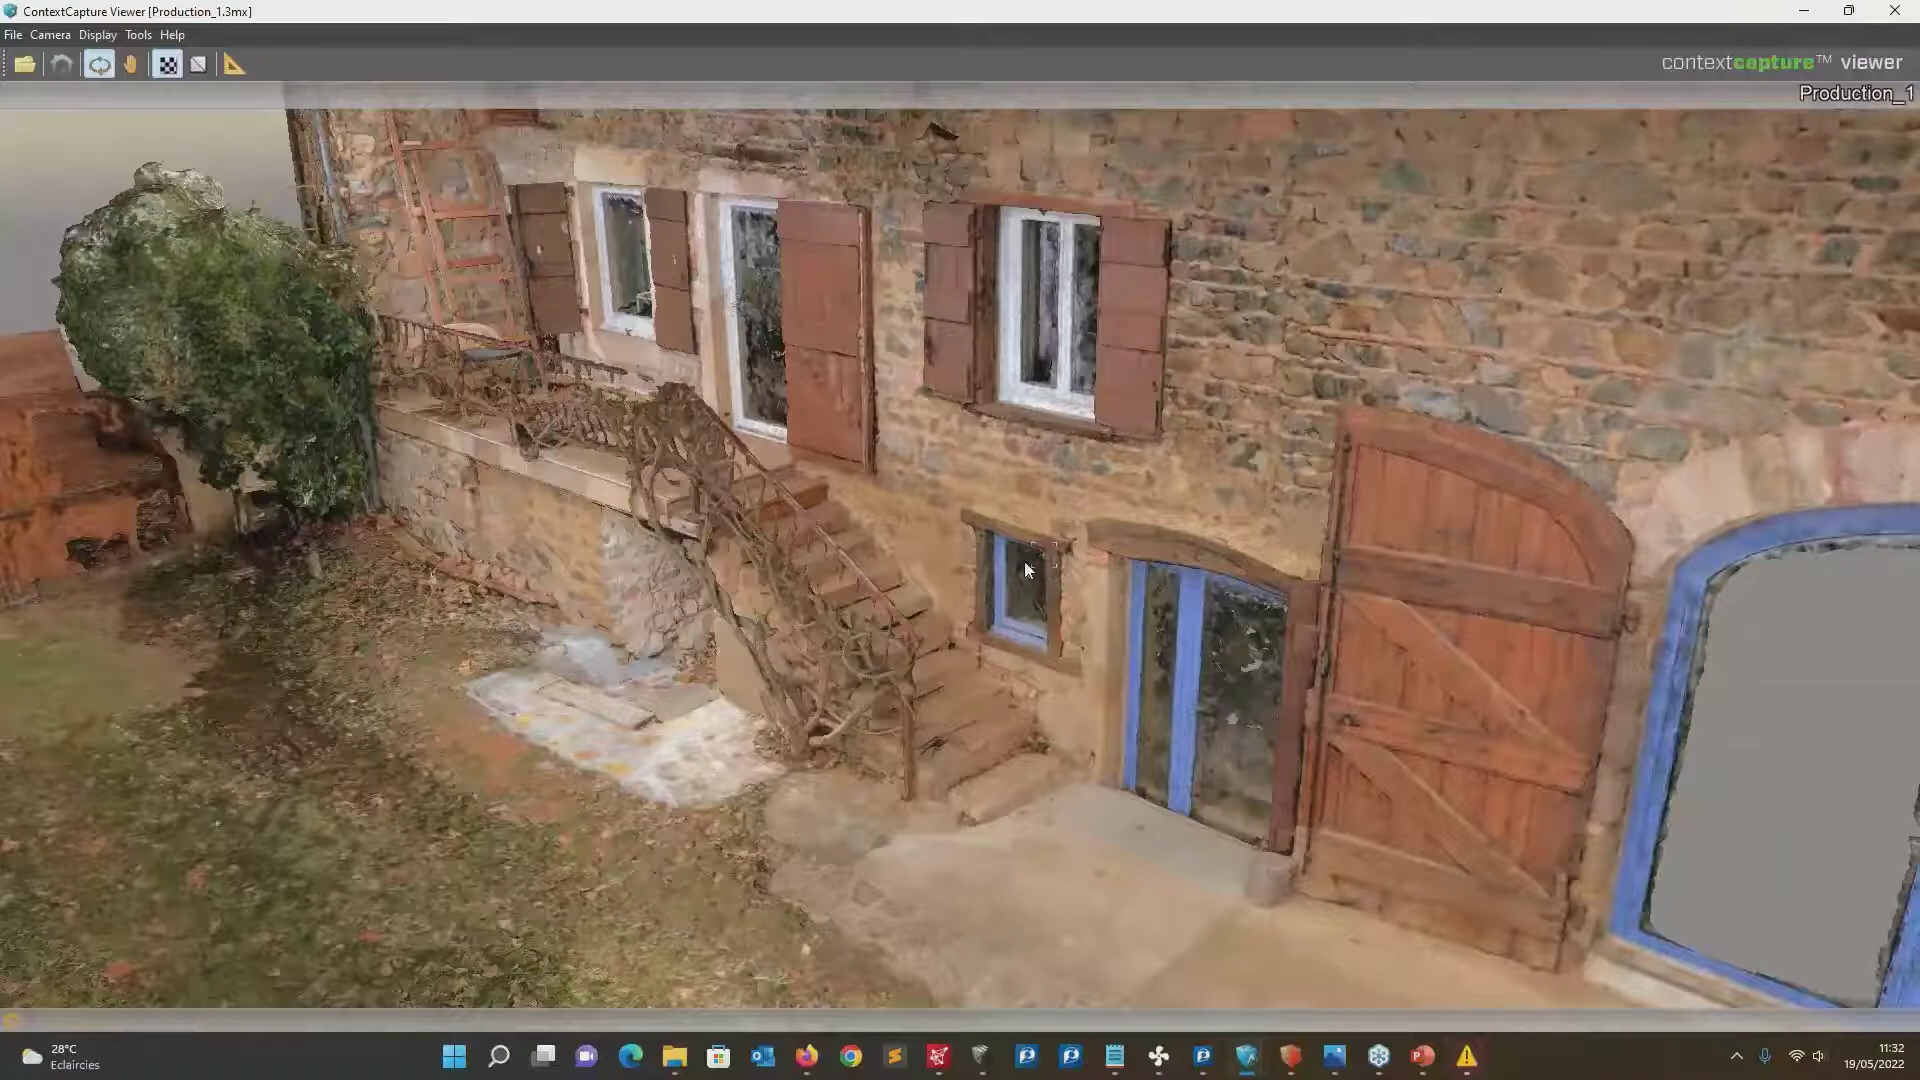 ContextCapture Viewer [Production_1.3mx]
File Camera Display Tools Help
contextcapture™ viewer
Production_1
28°C
Eclaircies
11:32
19/05/2022